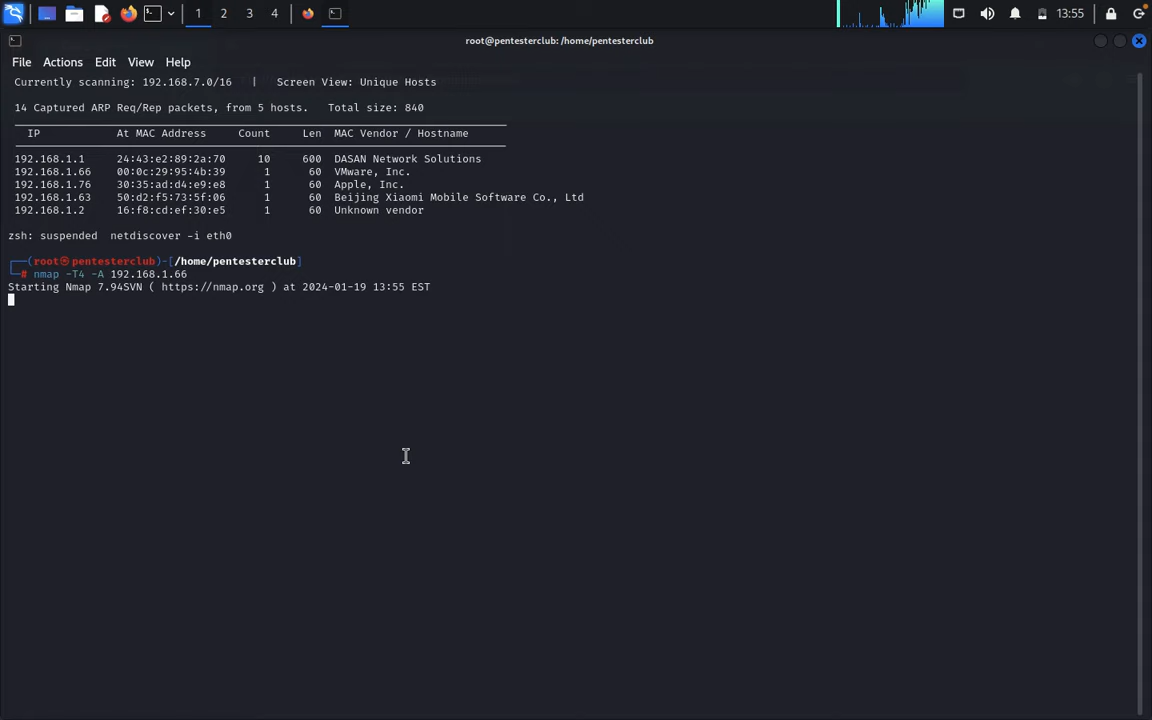 1 2 3 4 13:55
root@pentesterclub: /home/pentesterclub
File Actions Edit View Help
Currently scanning: 192.168.7.0/16 | Screen View: Unique Hosts
14 Captured ARP Req/Rep packets, from 5 hosts. Total size: 840
IP At MAC Address Count Len MAC Vendor / Hostname
192.168.1.1 24:43:e2:89:2a:70 10 600 DASAN Network Solutions
192.168.1.66 00:0c:29:95:4b:39 1 60 VMware, Inc.
192.168.1.76 30:35:ad:d4:e9:e8 1 60 Apple, Inc.
192.168.1.63 50:d2:f5:73:5f:06 1 60 Beijing Xiaomi Mobile Software Co., Ltd
192.168.1.2 16:f8:cd:ef:30:e5 1 60 Unknown vendor
zsh: suspended netdiscover -i eth0
┌──(root㉿pentesterclub)-[/home/pentesterclub]
└─# nmap -T4 -A 192.168.1.66
Starting Nmap 7.94SVN ( https://nmap.org ) at 2024-01-19 13:55 EST